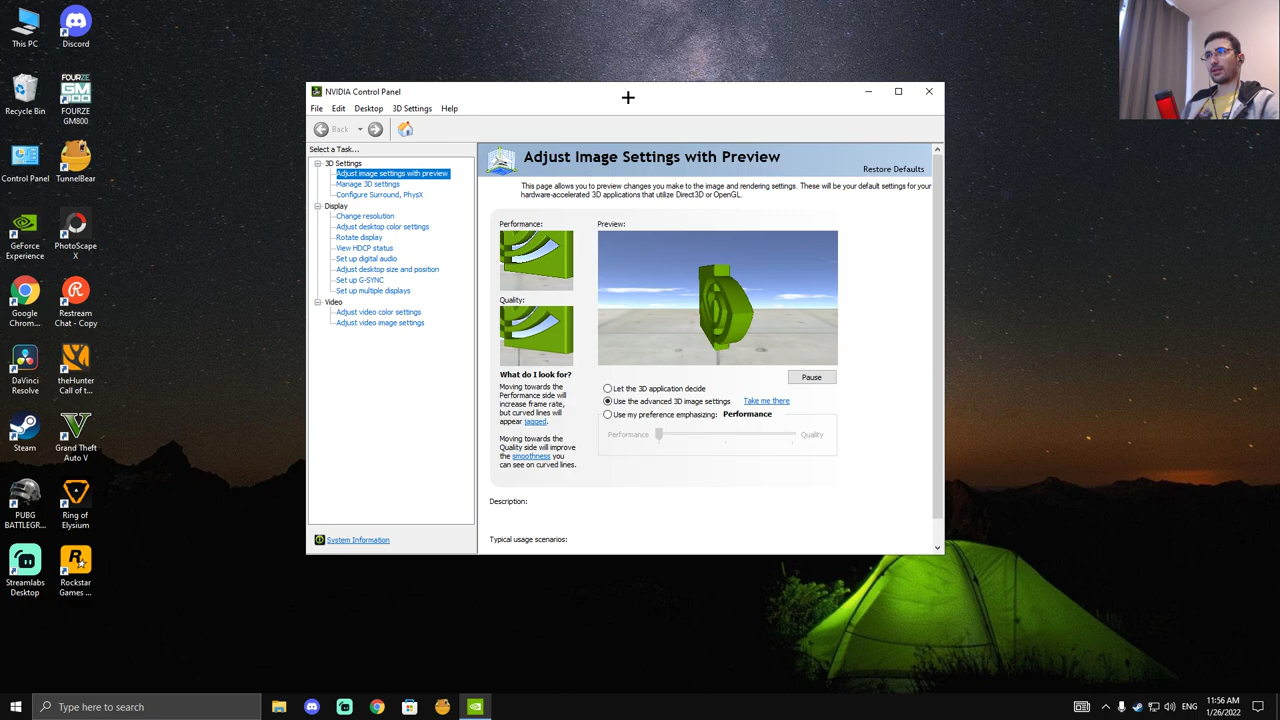 This PC
Discord
Recycle Bin
FOURZE
GM800
FOURZE
GM800
Control Panel
TunnelBear
GeForce
Experience
PhotoScape
X
Google
Chrom...
Restream
Chat - Copy
DaVinci
Resolve
theHunter
Call of t...
Steam
Grand Theft
Auto V
PUBG
BATTLEGR...
Ring of
Elysium
Streamlabs
Desktop
Rockstar
Games ...
NVIDIA Control Panel
File Edit Desktop 3D Settings Help
Back
Select a Task...
3D Settings
Adjust image settings with preview
Manage 3D settings
Configure Surround, PhysX
Display
Change resolution
Adjust desktop color settings
Rotate display
View HDCP status
Set up digital audio
Adjust desktop size and position
Set up G-SYNC
Set up multiple displays
Video
Adjust video color settings
Adjust video image settings
System Information
Adjust Image Settings with Preview
Restore Defaults
This page allows you to preview changes you make to the image and rendering settings. These will be your default settings for your
hardware-accelerated 3D applications that utilize Direct3D or OpenGL.
Performance:
Quality:
What do I look for?
Moving towards the
Performance side will
increase frame rate,
but curved lines will
appear jagged.
Moving towards the
Quality side will improve
the smoothness you
can see on curved lines.
Preview:
Pause
Let the 3D application decide
Use the advanced 3D image settings Take me there
Use my preference emphasizing: Performance
Performance Quality
Description:
Typical usage scenarios:
Type here to search
ENG
11:56 AM
1/26/2022